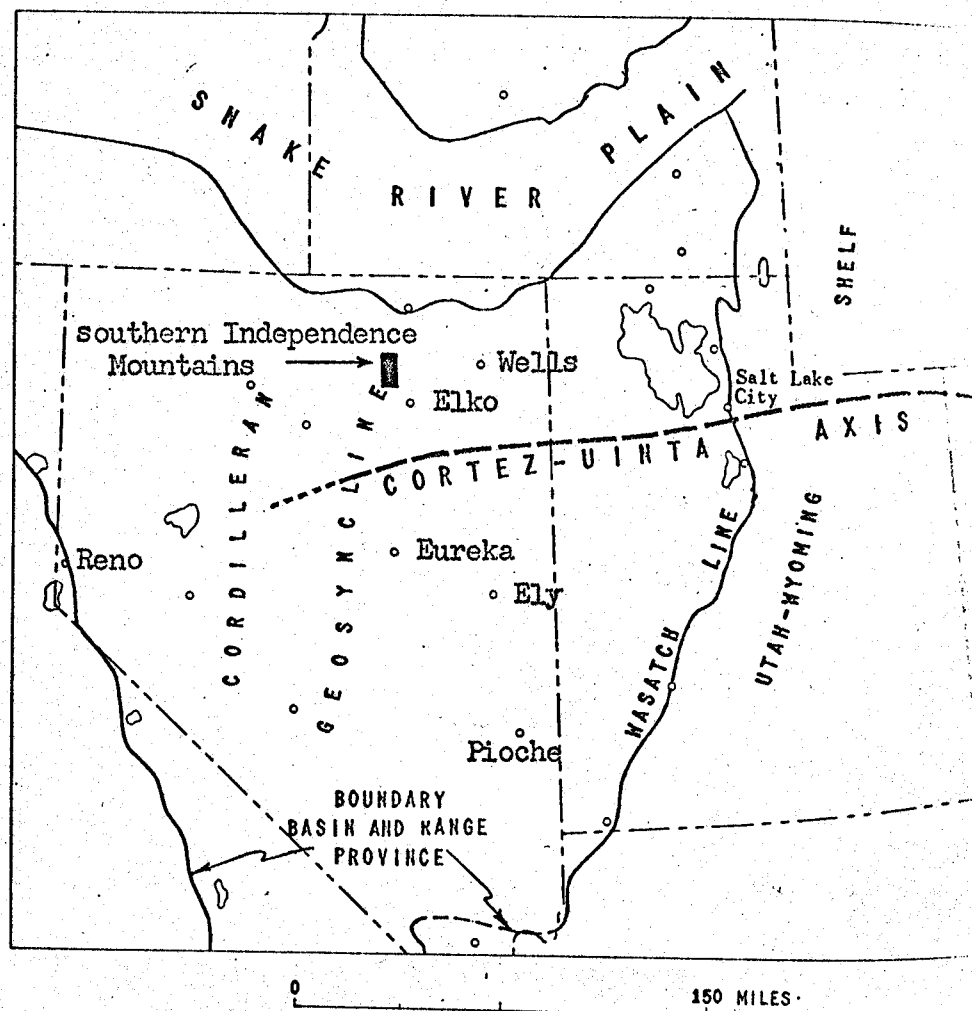 SNAKE
RIVER
PLAIN
SHELF
southern Independence
Mountains
Wells
Elko
Salt Lake
City
CORTEZ-UINTA AXIS
CORDILLERAN
GEOSYNCLINE
Reno
Eureka
Ely
WASATCH LINE
UTAH-WYOMING
Pioche
BOUNDARY
BASIN AND RANGE
PROVINCE
0
150 MILES